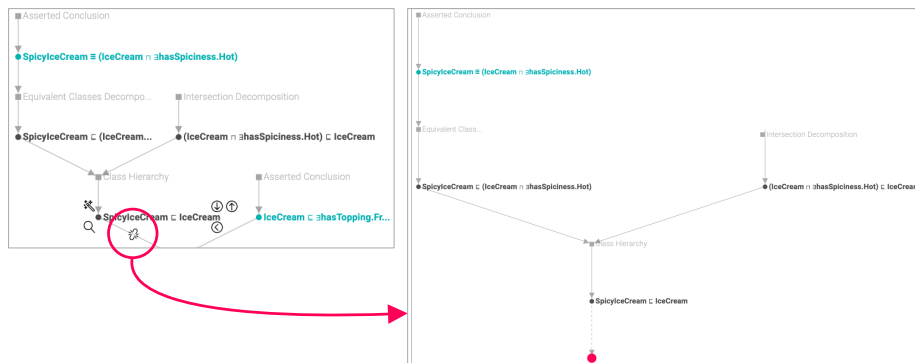 Asserted Conclusion
SpicyIceCream ≡ (IceCream ⊓ ∃hasSpiciness.Hot)
Equivalent Classes Decompo...
Intersection Decomposition
SpicyIceCream ⊑ (IceCream...
(IceCream ⊓ ∃hasSpiciness.Hot) ⊑ IceCream
Class Hierarchy
Asserted Conclusion
SpicyIceCream ⊑ IceCream
IceCream ⊑ ∃hasTopping.Fr...
Asserted Conclusion
SpicyIceCream ≡ (IceCream ⊓ ∃hasSpiciness.Hot)
Equivalent Class...
Intersection Decomposition
SpicyIceCream ⊑ (IceCream ⊓ ∃hasSpiciness.Hot)
(IceCream ⊓ ∃hasSpiciness.Hot) ⊑ IceCream
Class Hierarchy
SpicyIceCream ⊑ IceCream